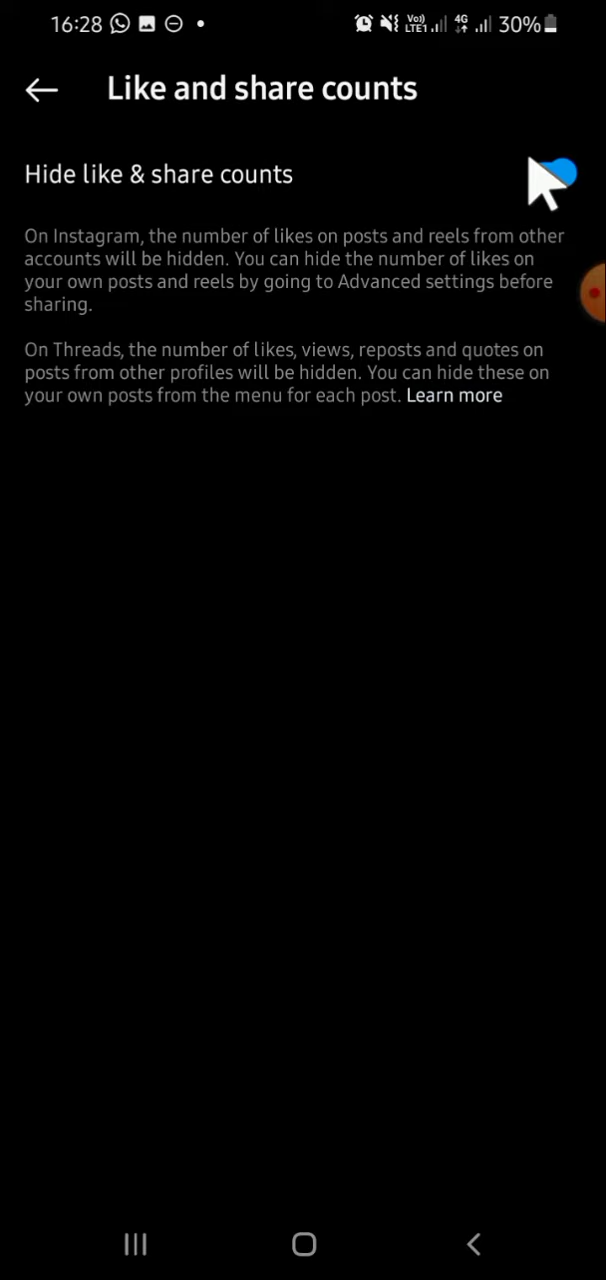 16:28 Vo)) LTE1 4G 30%
Like and share counts
Hide like & share counts
On Instagram, the number of likes on posts and reels from other
accounts will be hidden. You can hide the number of likes on
your own posts and reels by going to Advanced settings before
sharing.
On Threads, the number of likes, views, reposts and quotes on
posts from other profiles will be hidden. You can hide these on
your own posts from the menu for each post. Learn more